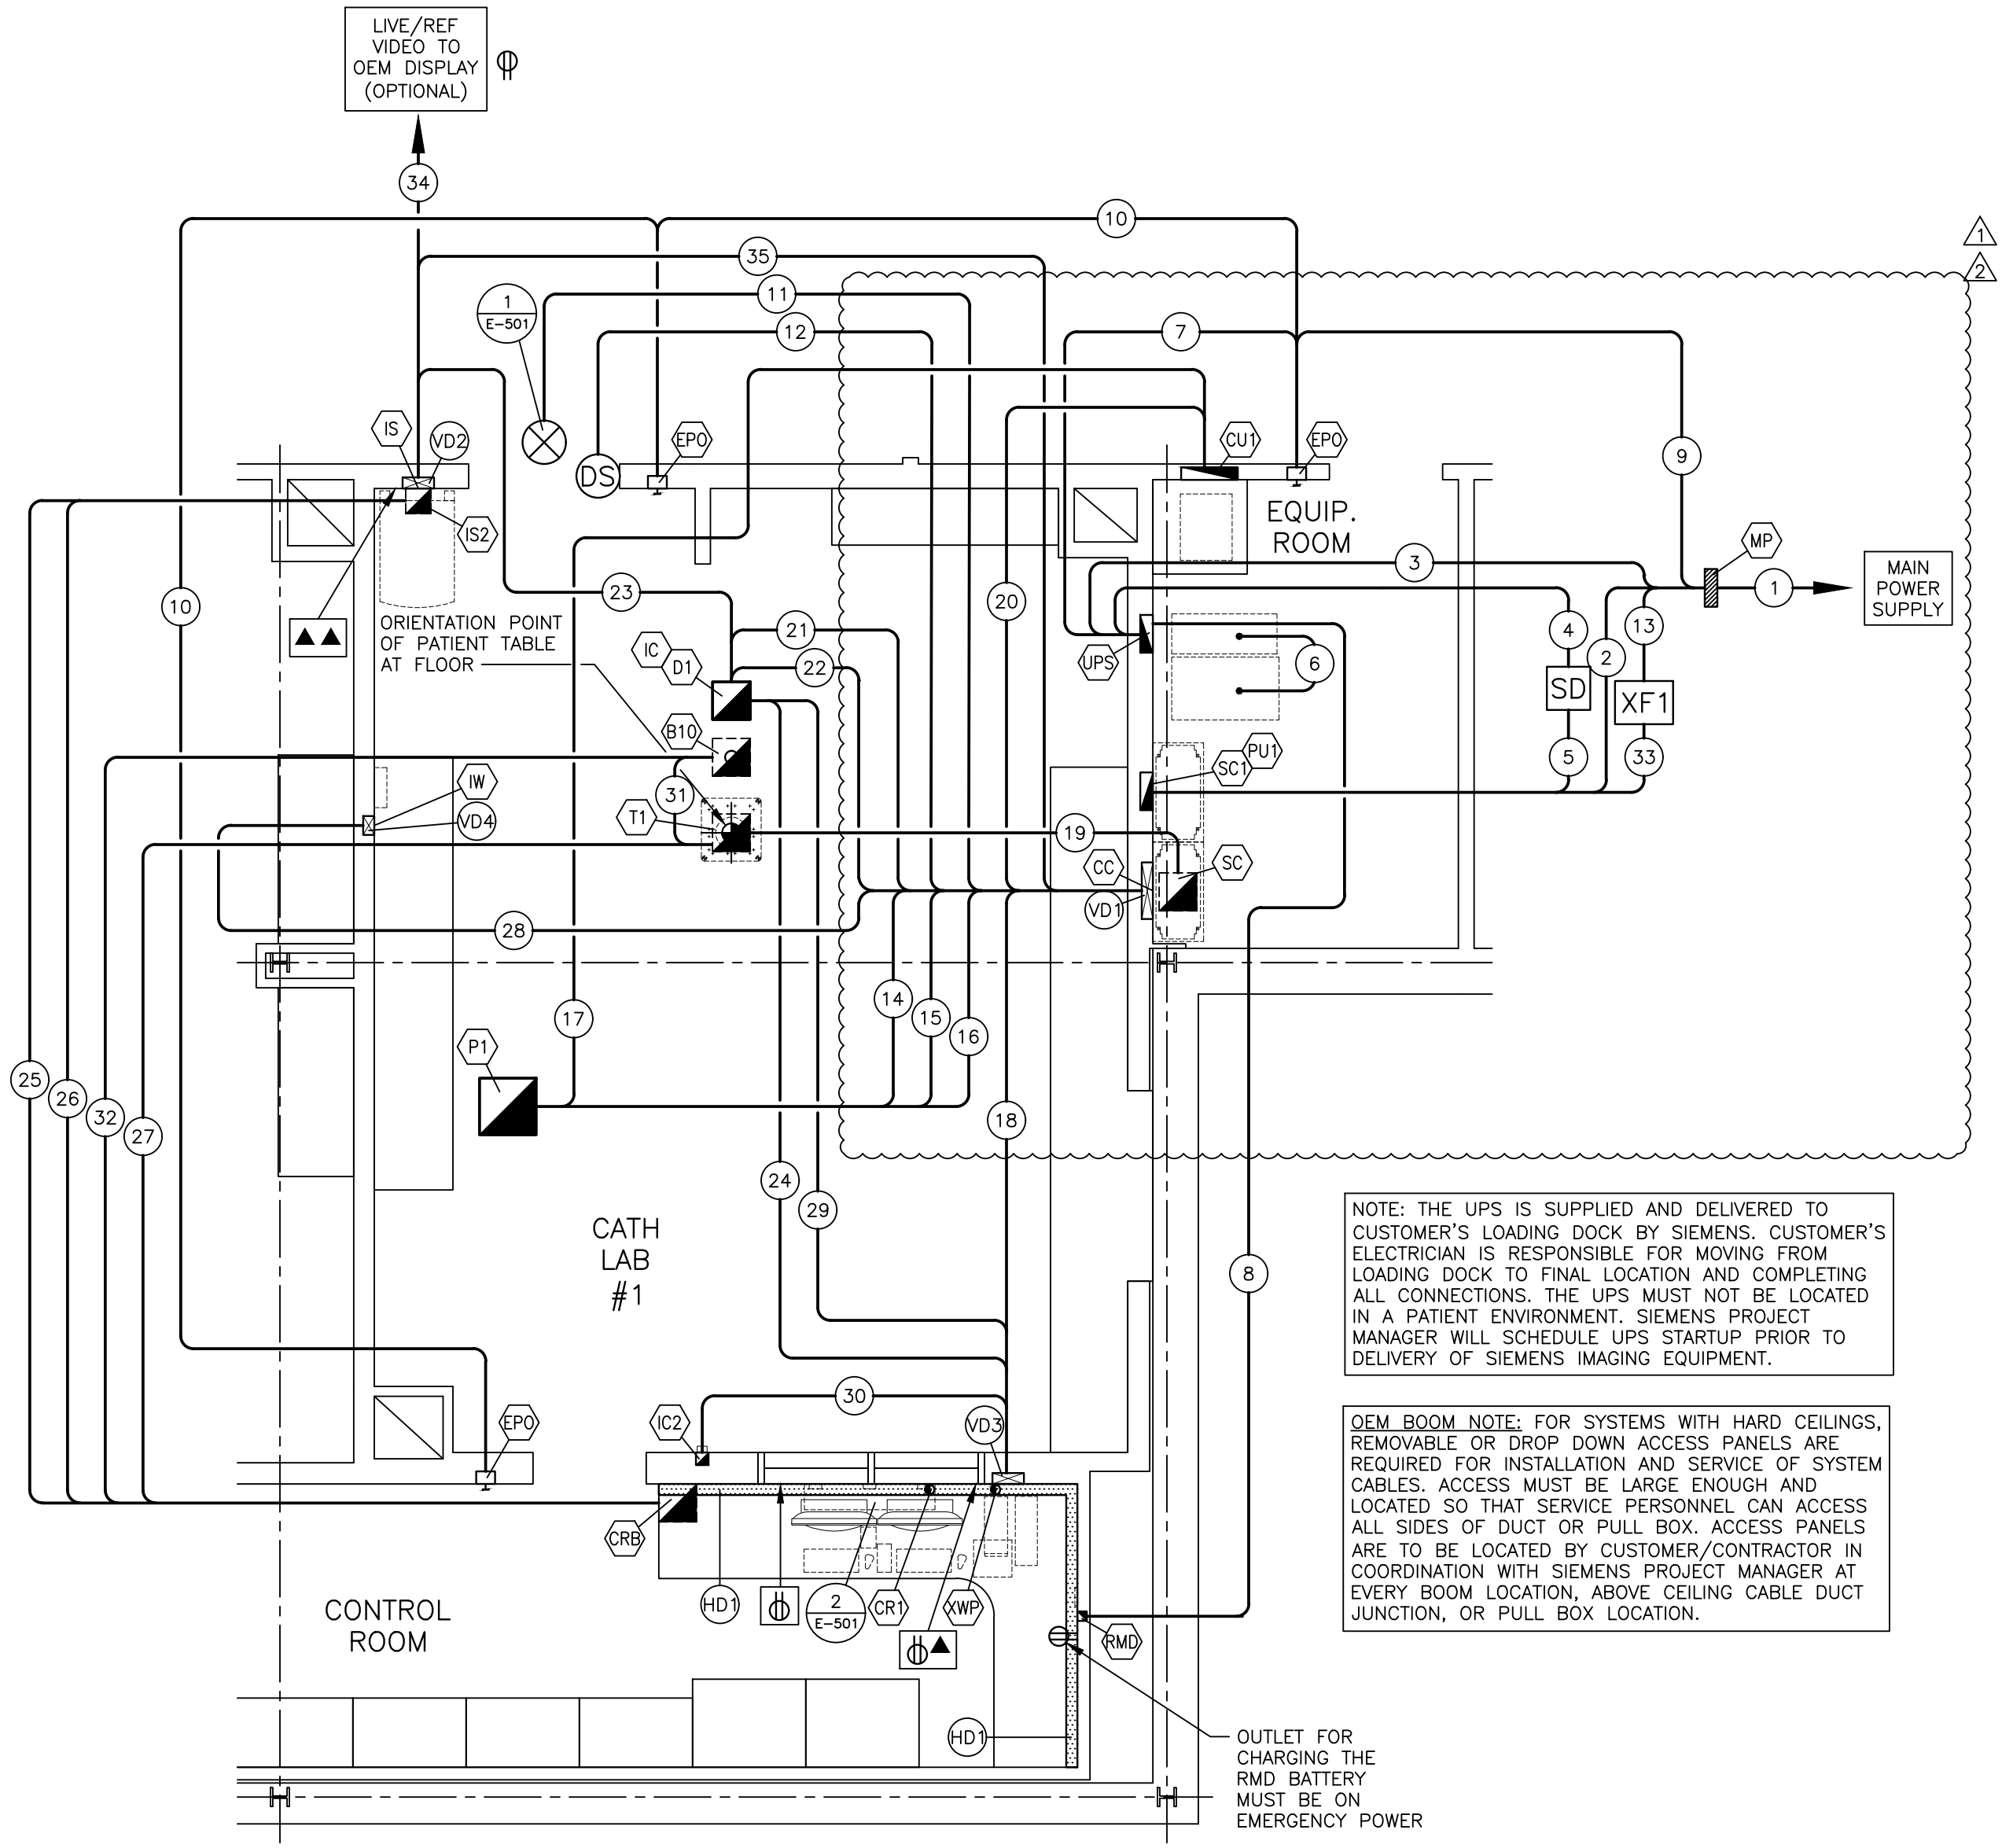 LIVE/REF
VIDEO TO
OEM DISPLAY
(OPTIONAL)
34
10
35
11
12
1
E-501
7
9
1
2
IS
VD2
IS2
DS
EPO
CU1
EPO
EQUIP.
ROOM
MP
MAIN
POWER
SUPPLY
1
3
10
23
20
21
22
ORIENTATION POINT
OF PATIENT TABLE
AT FLOOR
IC
D1
UPS
6
4
2
13
SD
XF1
5
33
B10
IW
VD4
31
T1
PU1
SC1
19
CC
SC
VD1
28
17
14
15
16
P1
25
26
32
27
18
24
29
CATH
LAB
#1
8
NOTE: THE UPS IS SUPPLIED AND DELIVERED TO
CUSTOMER'S LOADING DOCK BY SIEMENS. CUSTOMER'S
ELECTRICIAN IS RESPONSIBLE FOR MOVING FROM
LOADING DOCK TO FINAL LOCATION AND COMPLETING
ALL CONNECTIONS. THE UPS MUST NOT BE LOCATED
IN A PATIENT ENVIRONMENT. SIEMENS PROJECT
MANAGER WILL SCHEDULE UPS STARTUP PRIOR TO
DELIVERY OF SIEMENS IMAGING EQUIPMENT.
30
EPO
IC2
VD3
OEM BOOM NOTE: FOR SYSTEMS WITH HARD CEILINGS,
REMOVABLE OR DROP DOWN ACCESS PANELS ARE
REQUIRED FOR INSTALLATION AND SERVICE OF SYSTEM
CABLES. ACCESS MUST BE LARGE ENOUGH AND
LOCATED SO THAT SERVICE PERSONNEL CAN ACCESS
ALL SIDES OF DUCT OR PULL BOX. ACCESS PANELS
ARE TO BE LOCATED BY CUSTOMER/CONTRACTOR IN
COORDINATION WITH SIEMENS PROJECT MANAGER AT
EVERY BOOM LOCATION, ABOVE CEILING CABLE DUCT
JUNCTION, OR PULL BOX LOCATION.
CRB
HD1
2
E-501
CR1
XWP
RMD
CONTROL
ROOM
HD1
OUTLET FOR
CHARGING THE
RMD BATTERY
MUST BE ON
EMERGENCY POWER